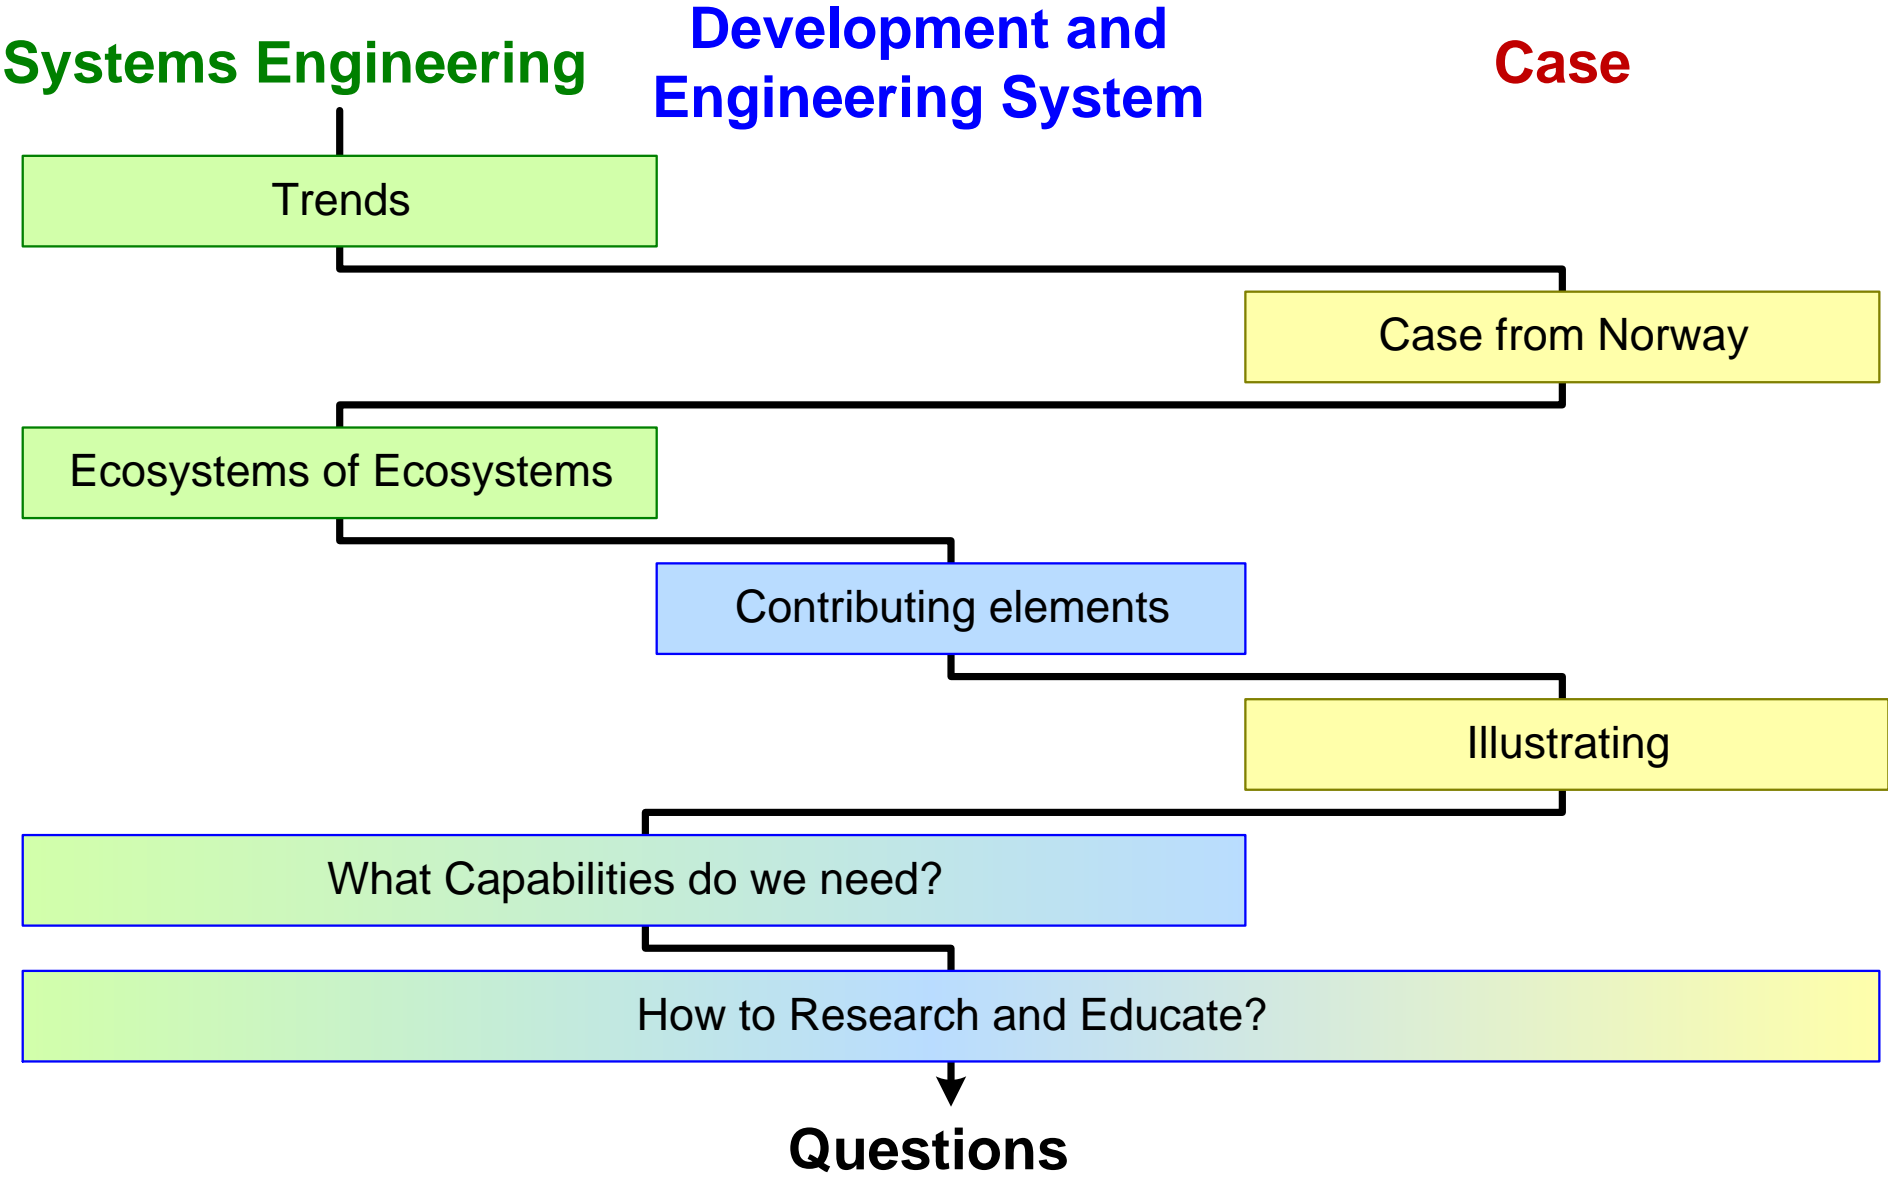 Systems Engineering
Development and
Engineering System
Case
Trends
Case from Norway
Ecosystems of Ecosystems
Contributing elements
Illustrating
What Capabilities do we need?
How to Research and Educate?
Questions